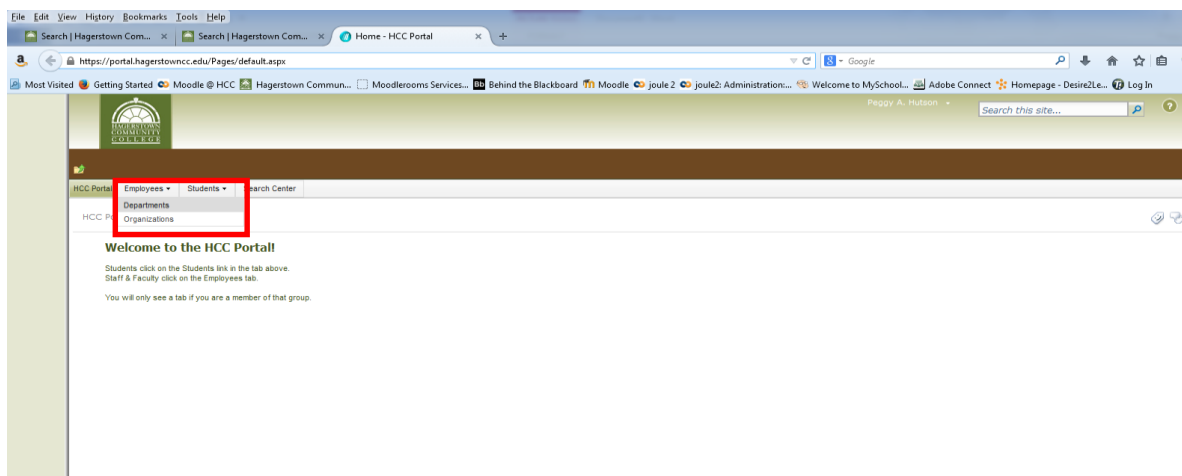 File Edit View History Bookmarks Tools Help
Search | Hagerstown Com... × Search | Hagerstown Com... × Home - HCC Portal × +
https://portal.hagerstowncc.edu/Pages/default.aspx Google
Most Visited Getting Started Moodle @ HCC Hagerstown Commun... Moodlerooms Services... Bb Behind the Blackboard Moodle joule 2 joule2: Administration:... Welcome to MySchool... Adobe Connect Homepage - Desire2Le... Log In
Peggy A. Hutson Search this site...
HAGERSTOWN
COMMUNITY
COLLEGE
HCC Portal Employees Students Search Center
Departments
HCC Po
Organizations
Welcome to the HCC Portal!
Students click on the Students link in the tab above.
Staff & Faculty click on the Employees tab.
You will only see a tab if you are a member of that group.